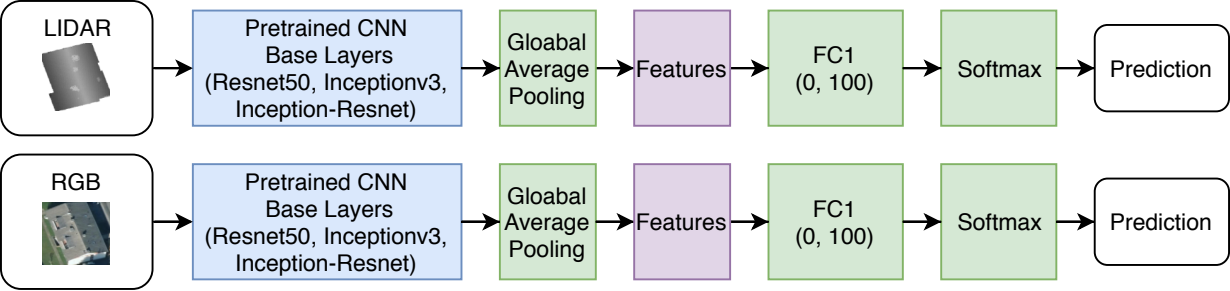 LIDAR
Pretrained CNN
Base Layers
(Resnet50, Inceptionv3,
Inception-Resnet)
Gloabal
Average
Pooling
Features
FC1
(0, 100)
Softmax
Prediction
RGB
Pretrained CNN
Base Layers
(Resnet50, Inceptionv3,
Inception-Resnet)
Gloabal
Average
Pooling
Features
FC1
(0, 100)
Softmax
Prediction